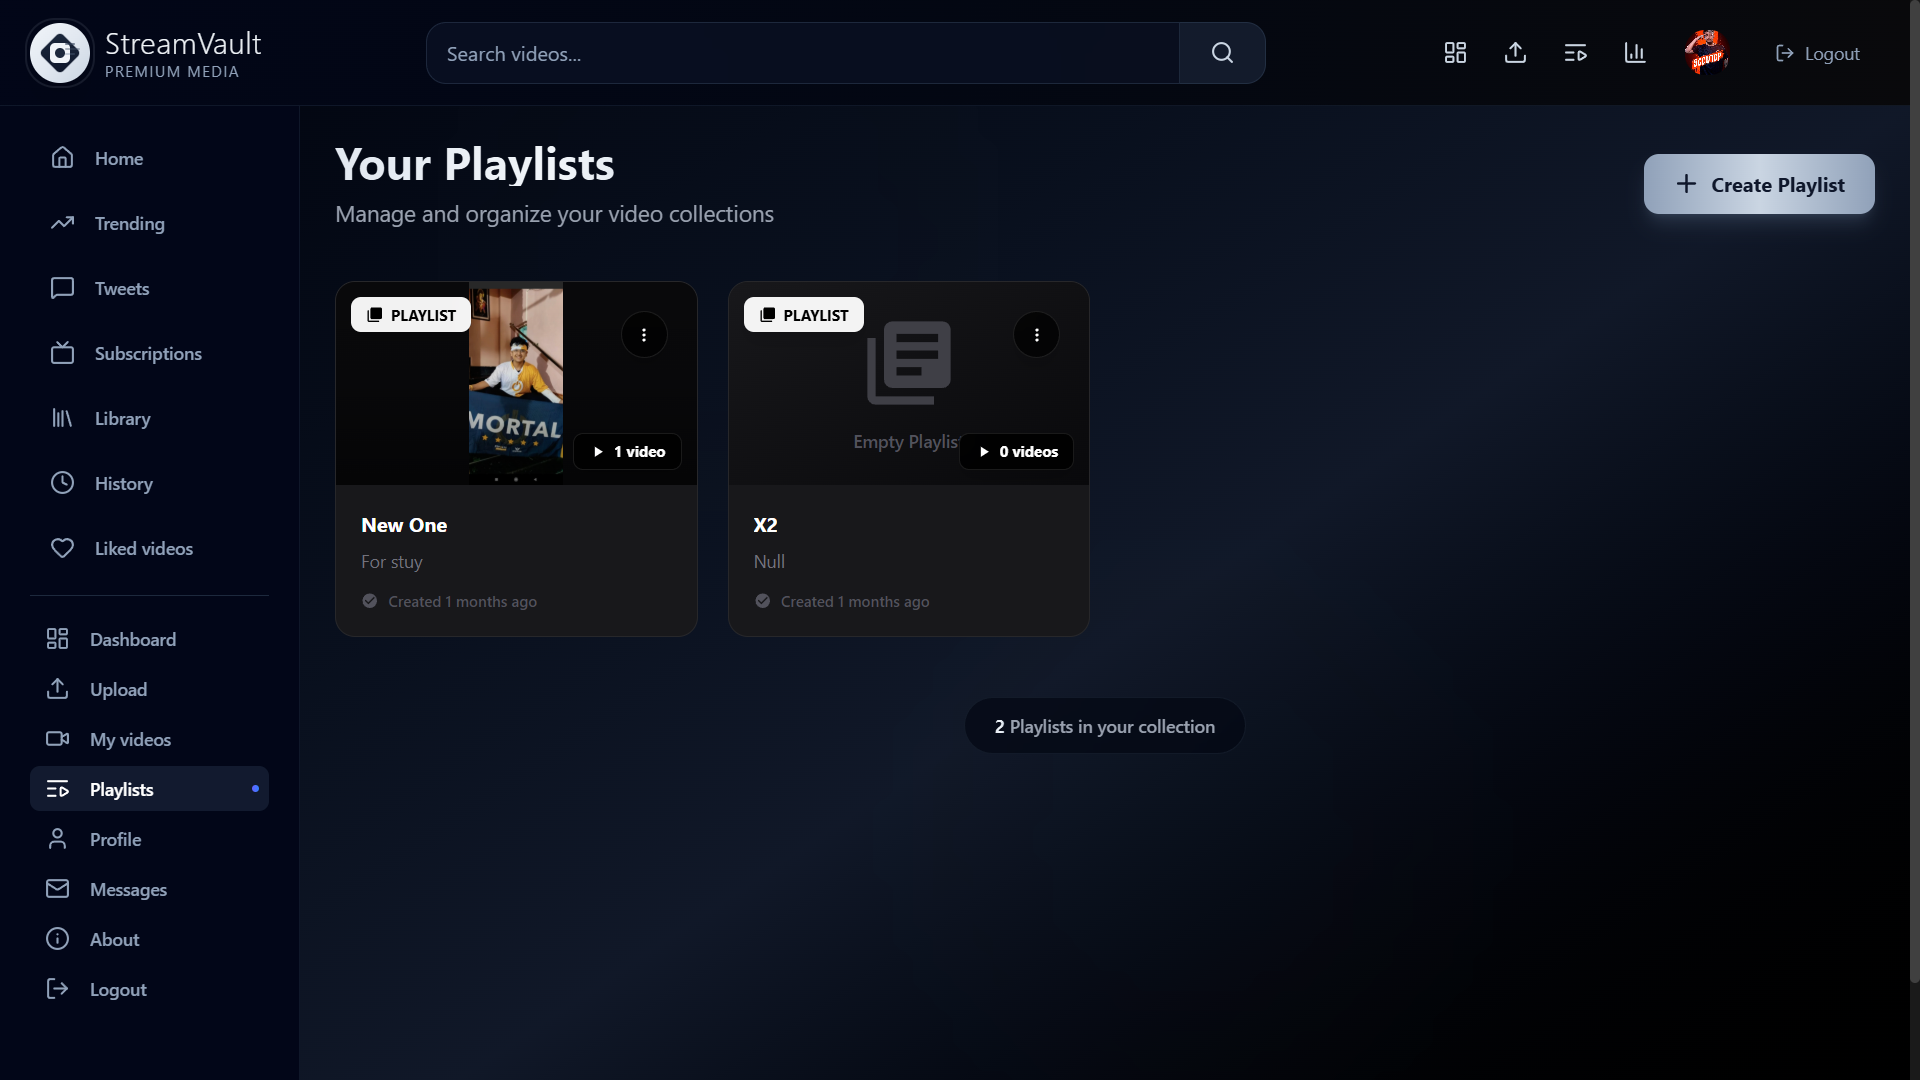 StreamVault
PREMIUM MEDIA
Search videos...
Logout
Home
Trending
Tweets
Subscriptions
Library
History
Liked videos
Dashboard
Upload
My videos
Playlists
Profile
Messages
About
Logout
Your Playlists
Manage and organize your video collections
Create Playlist
PLAYLIST
MORTAL
1 video
New One
For stuy
Created 1 months ago
PLAYLIST
Empty Playlis
0 videos
X2
Null
Created 1 months ago
2 Playlists in your collection